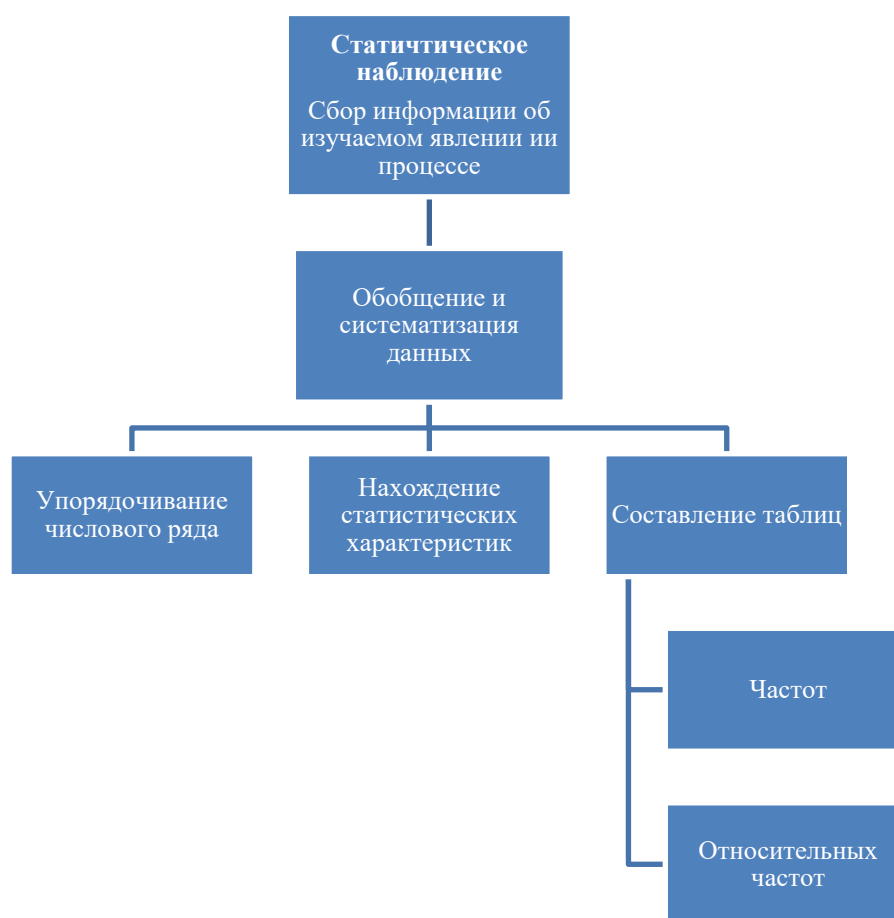 Статичтическое
наблюдение
Сбор информации об
изучаемом явлении ии
процессе
Обобщение и
систематизация
данных
Упорядочивание
числового ряда
Нахождение
статистических
характеристик
Составление таблиц
Частот
Относительных
частот